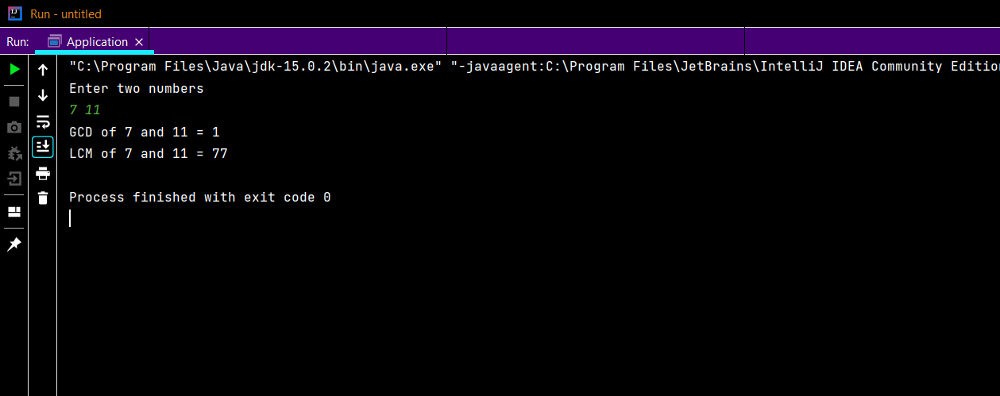 Run - untitled
Run: Application
"C:\Program Files\Java\jdk-15.0.2\bin\java.exe" "-javaagent:C:\Program Files\JetBrains\IntelliJ IDEA Community Edition
Enter two numbers
7 11
GCD of 7 and 11 = 1
LCM of 7 and 11 = 77
Process finished with exit code 0